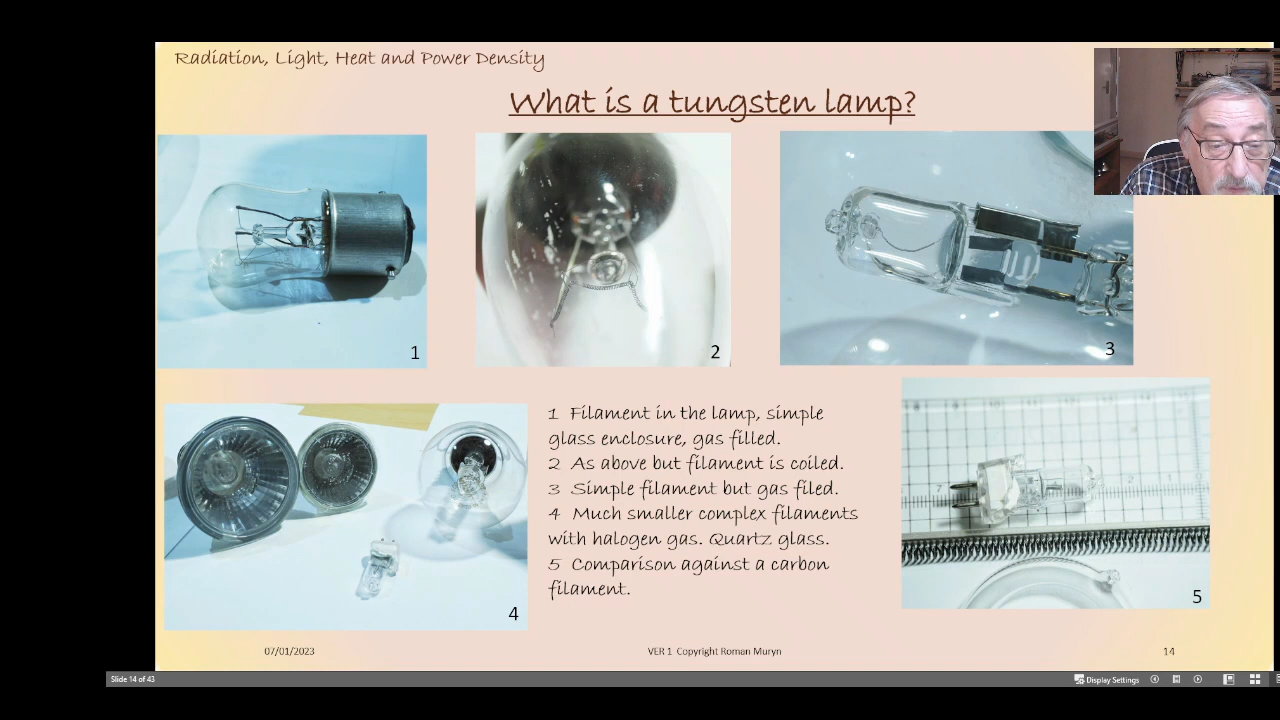 Radiation, Light, Heat and Power Density
What is a tungsten lamp?
1
2
3
4
1 Filament in the lamp, simple
glass enclosure, gas filled.
2 As above but filament is coiled.
3 Simple filament but gas filed.
4 Much smaller complex filaments
with halogen gas. Quartz glass.
5 Comparison against a carbon
filament.
5
07/01/2023
VER 1 Copyright Roman Muryn
14
Slide 14 of 43
Display Settings